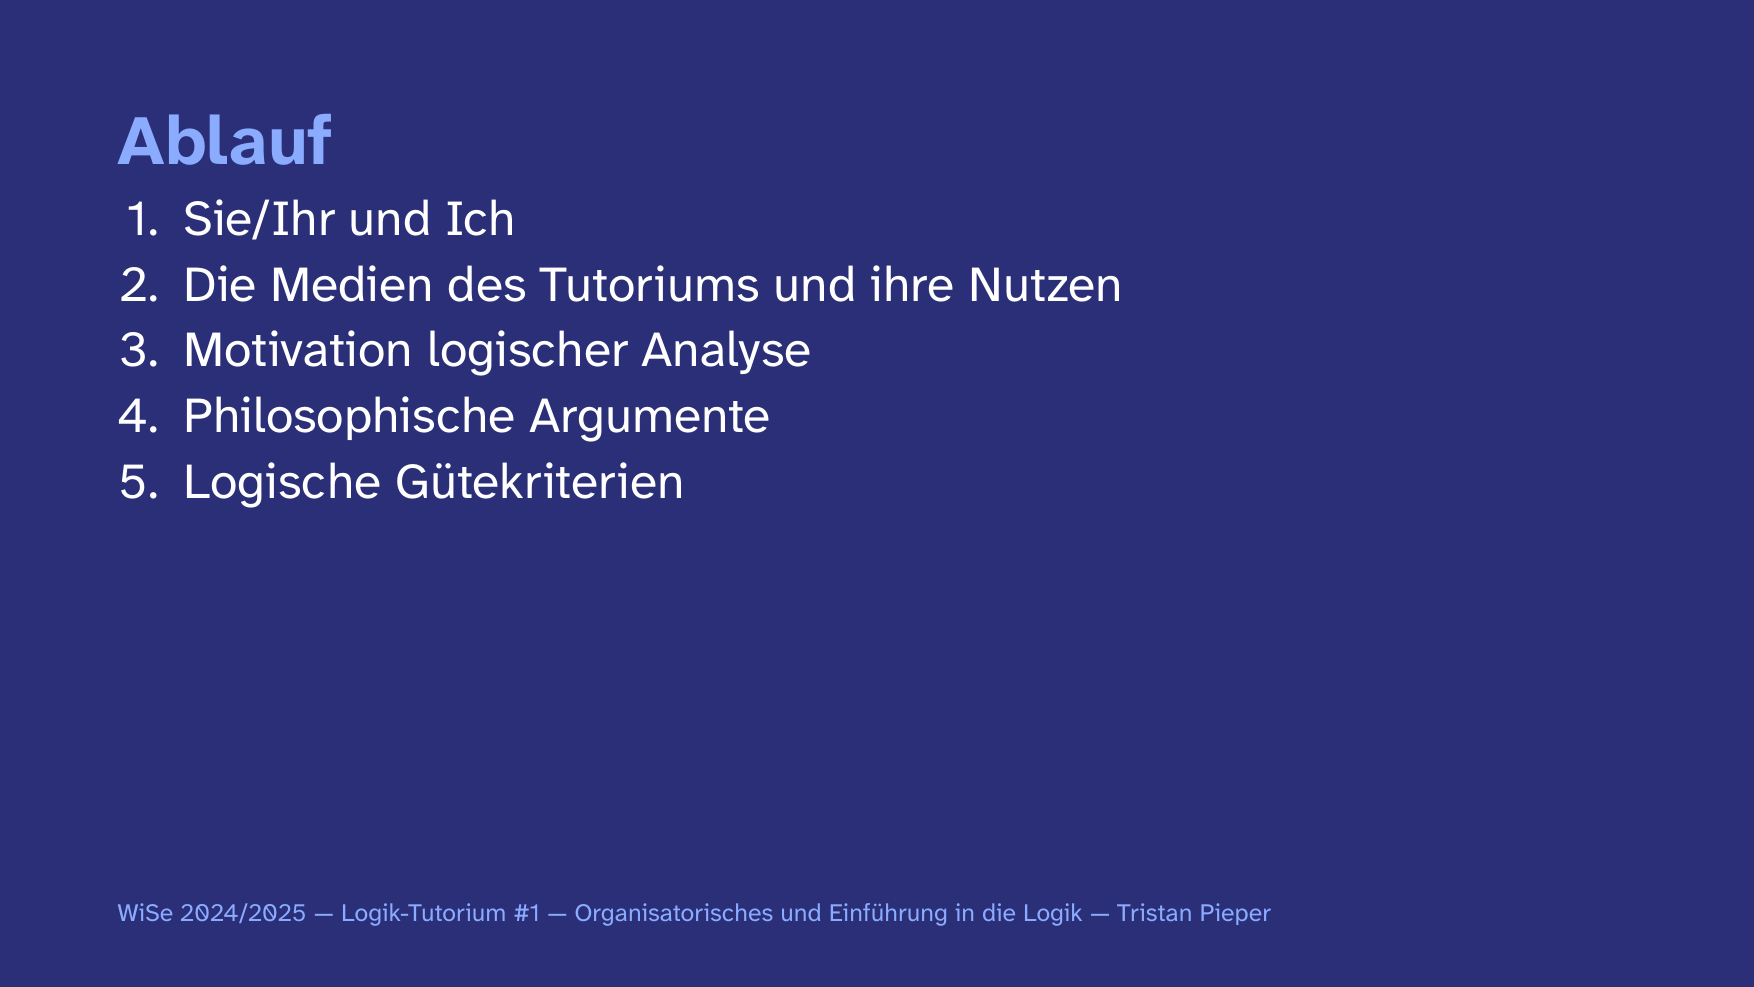 Ablauf
1. Sie/Ihr und Ich
2. Die Medien des Tutoriums und ihre Nutzen
3. Motivation logischer Analyse
4. Philosophische Argumente
5. Logische Gütekriterien
WiSe 2024/2025 — Logik-Tutorium #1 — Organisatorisches und Einführung in die Logik — Tristan Pieper